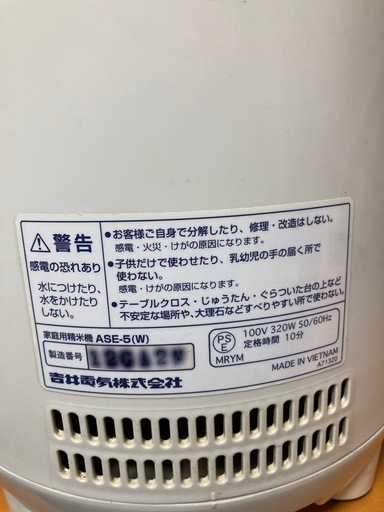 ⚠警告
感電の恐れあり
水につけたり、
水をかけたり
しない。
●お客様ご自身で分解したり、修理・改造はしない。
感電・火災・けがの原因になります。
●子供だけで使わせたり、乳幼児の手の届く所で
使わない。
感電・けがの原因になります。
●テーブルクロス・じゅうたん・ぐらついた台の上など
不安定な場所や、大理石などすべりやすい所で使わない。
家庭用精米機 ASE-5(W)
製造番号
吉井電気株式会社
PS
E
MRYM
100V 320W 50/60Hz
定格時間 10分
MADE IN VIETNAM
A71320